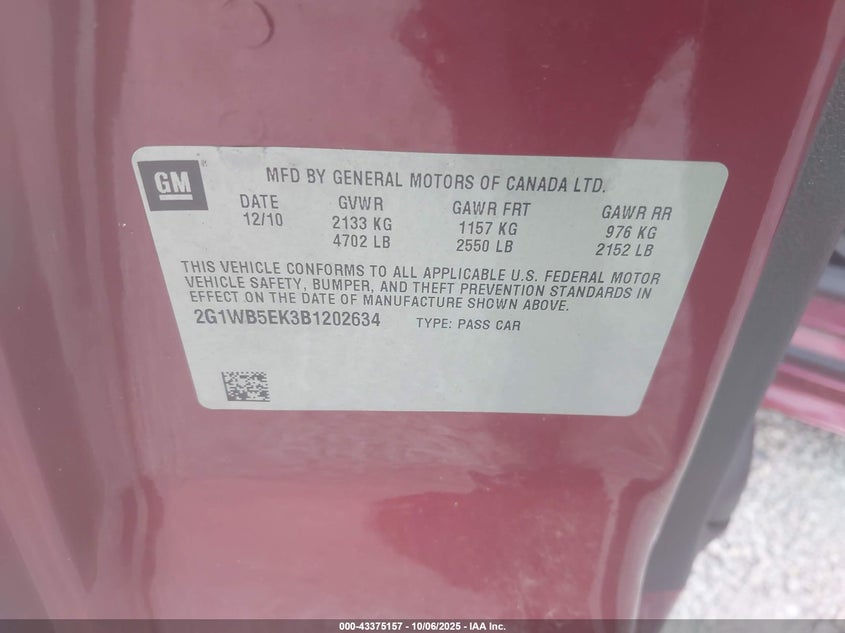 GM
MFD BY GENERAL MOTORS OF CANADA LTD.
DATE GVWR GAWR FRT GAWR RR
12/10 2133 KG 1157 KG 976 KG
4702 LB 2550 LB 2152 LB
THIS VEHICLE CONFORMS TO ALL APPLICABLE U.S. FEDERAL MOTOR
VEHICLE SAFETY, BUMPER, AND THEFT PREVENTION STANDARDS IN
EFFECT ON THE DATE OF MANUFACTURE SHOWN ABOVE.
2G1WB5EK3B1202634 TYPE: PASS CAR
000-43375157 - 10/06/2025 - IAA Inc.